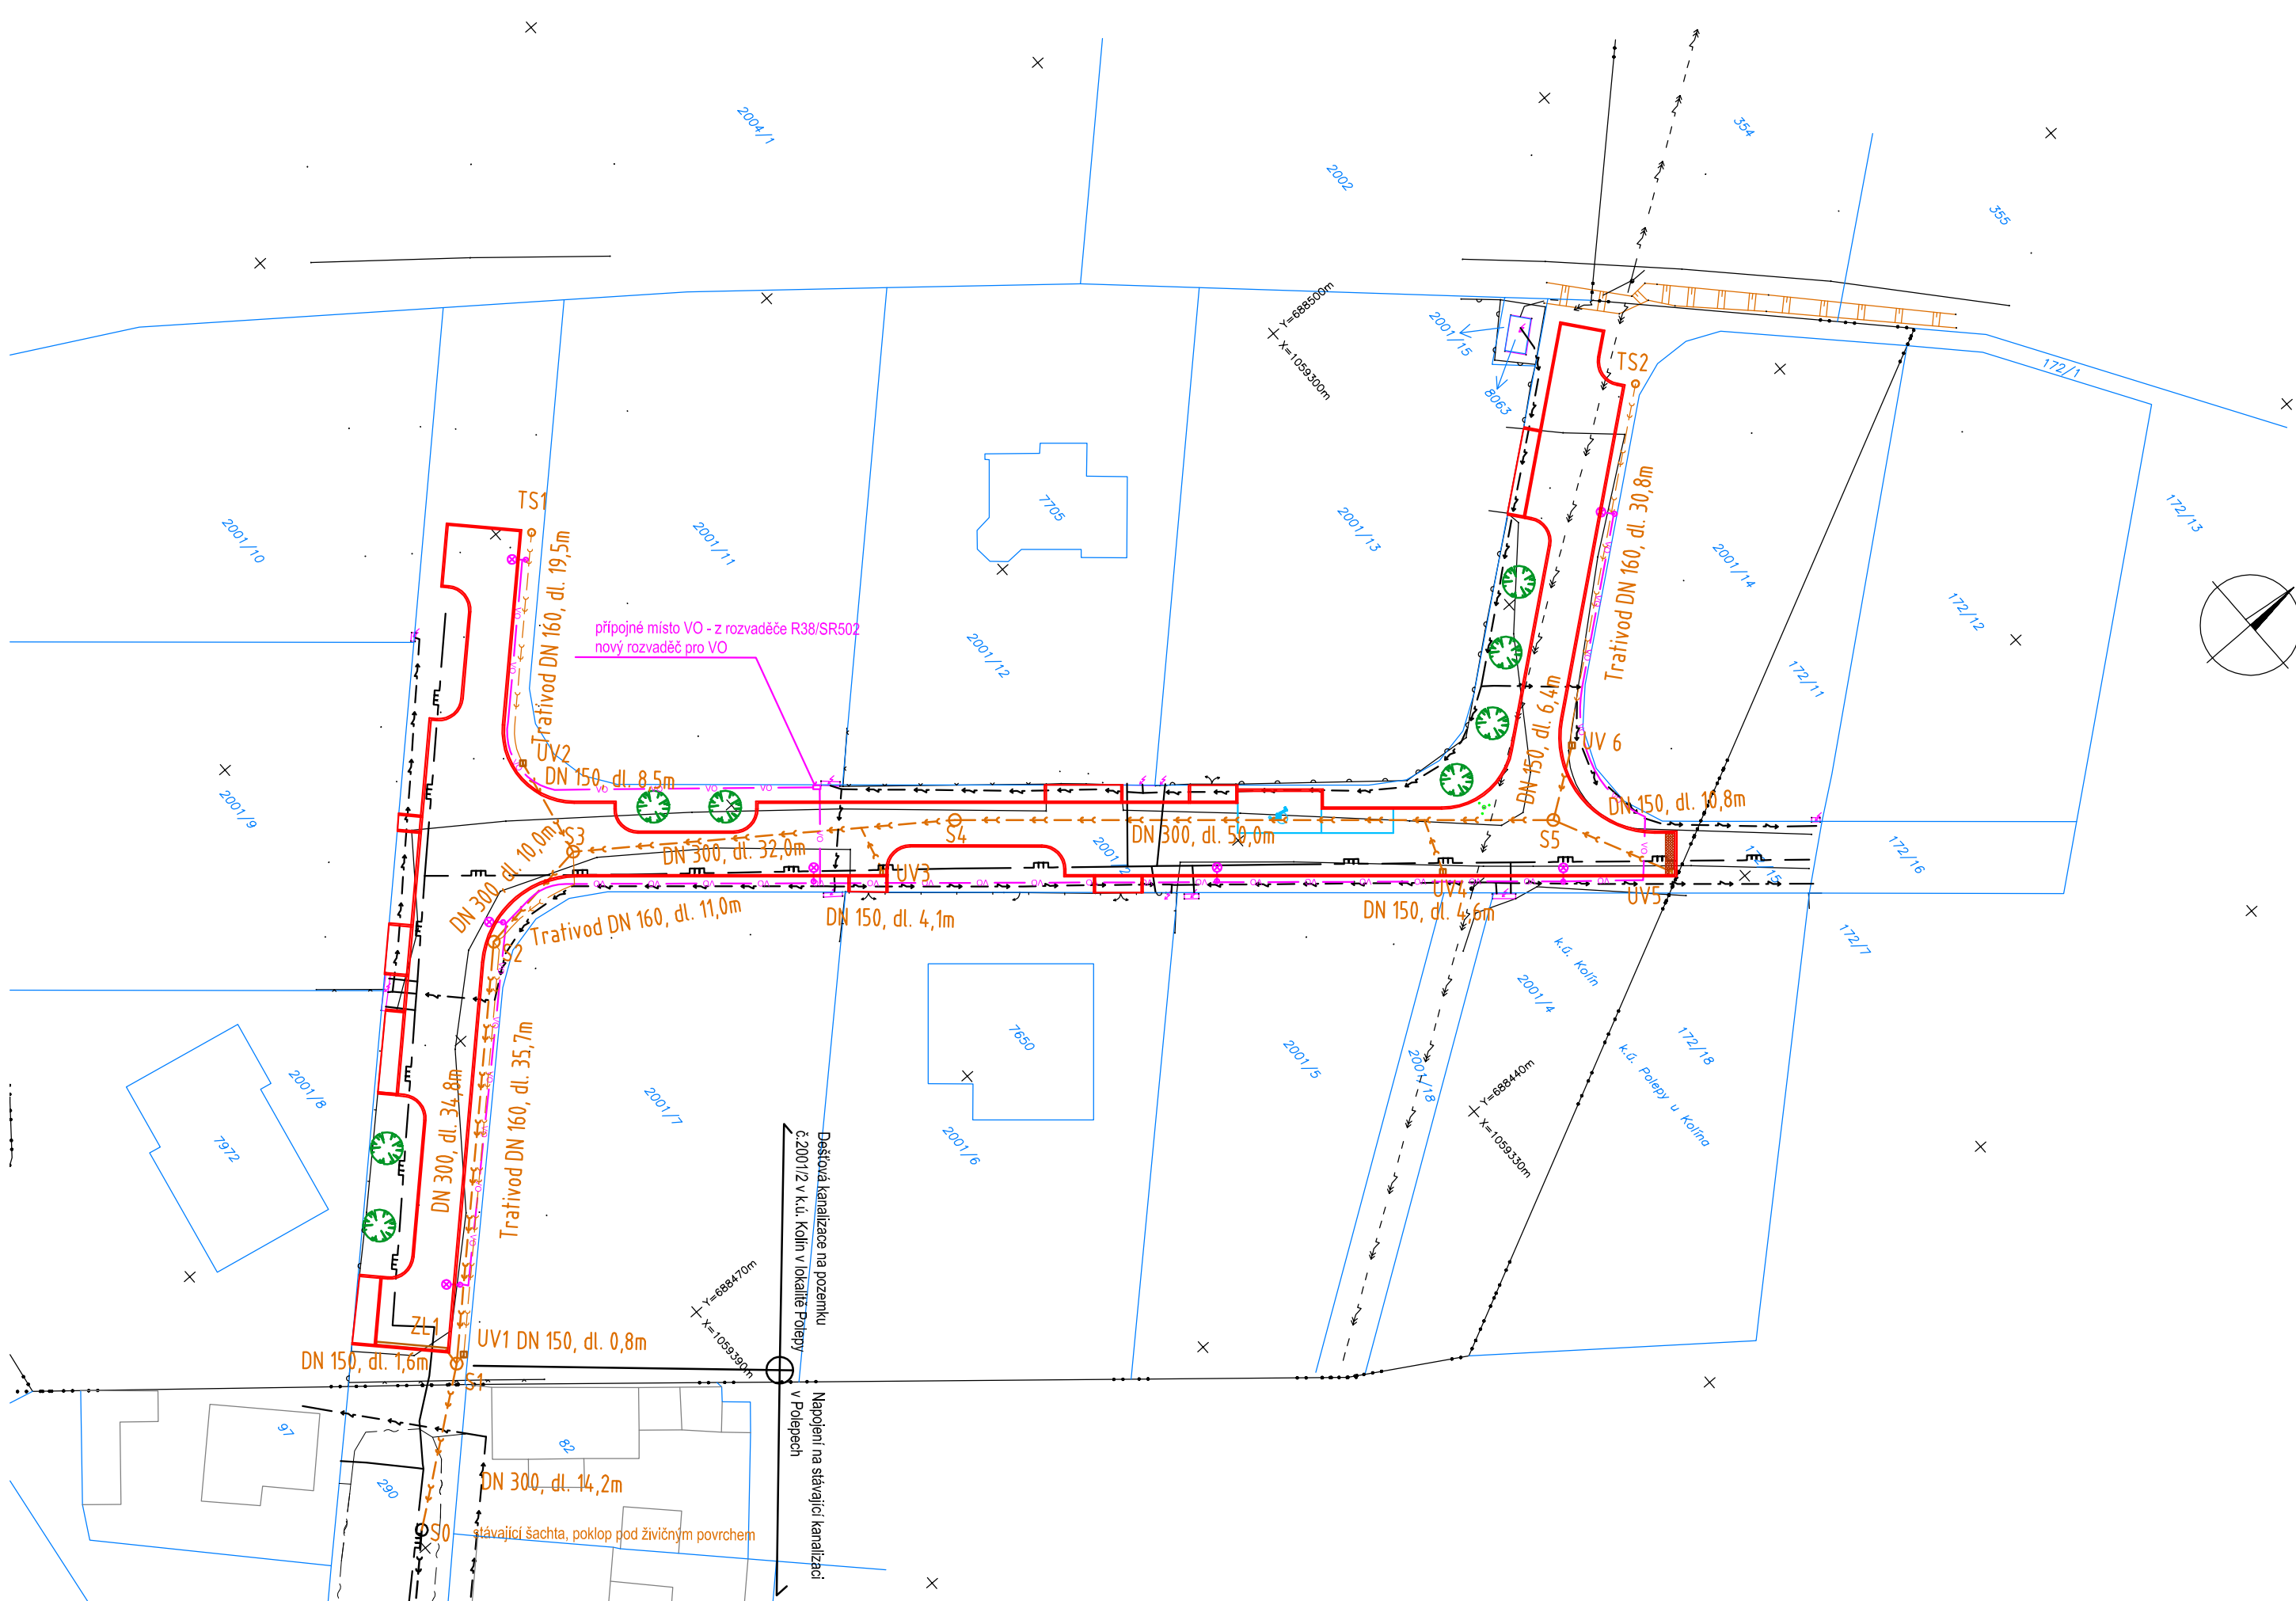 2004/1
2002
354
355
Y=688500m
X=1059300m
2001/15
8063
TS2
172/1
172/13
2001/10
TS1
2001/11
7705
2001/13
Trativod DN 160, dl. 19,5m
Trativod DN 160, dl. 30,8m
2001/14
172/12
přípojné místo VO - z rozvaděče R38/SR502
nový rozvaděč pro VO
2001/12
172/11
UV2
DN 150, dl. 8,5m
DN 150, dl. 6,4m
UV 6
DN 150, dl. 10,8m
2001/9
S3
S4
S5
DN 300, dl. 10,0m
DN 300, dl. 32,0m
DN 300, dl. 50,0m
UV3
UV4
UV5
172/16
172/15
S2
Trativod DN 160, dl. 11,0m
DN 150, dl. 4,1m
DN 150, dl. 4,6m
172/7
k.ú. Kolín
2001/4
2001/8
7972
DN 300, dl. 34,8m
Trativod DN 160, dl. 35,7m
2001/7
7650
2001/6
2001/5
2001/18
172/18
k.ú. Polepy u Kolína
Y=688440m
X=1059330m
Dešťová kanalizace na pozemku
č.2001/2 v k.ú. Kolín v lokalitě Polepy
Y=688470m
X=1059390m
ZL1
UV1 DN 150, dl. 0,8m
DN 150, dl. 1,6m
S1
Napojení na stávající kanalizaci
v Polepech
97
82
290
DN 300, dl. 14,2m
S0
stávající šachta, poklop pod živičným povrchem